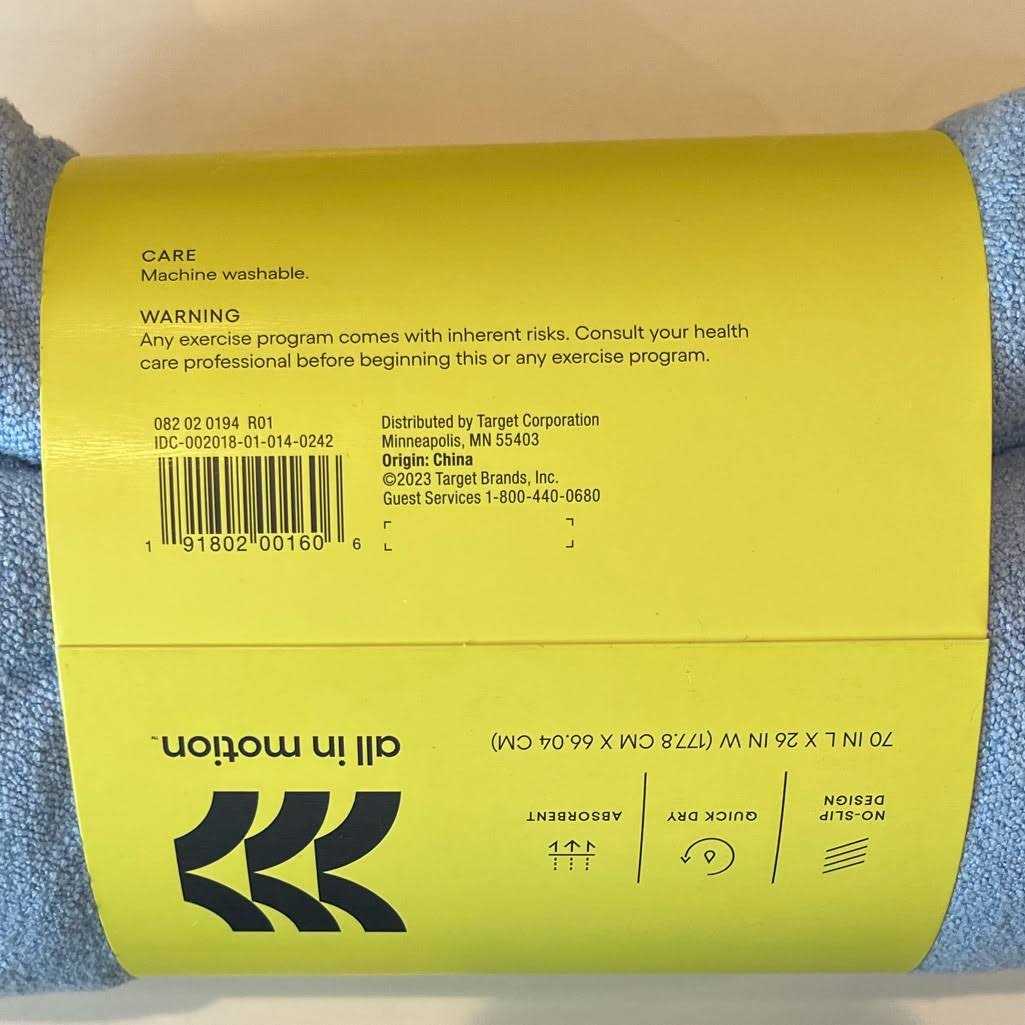 CARE
Machine washable.
WARNING
Any exercise program comes with inherent risks. Consult your health
care professional before beginning this or any exercise program.
082 02 0194 R01
IDC-002018-01-014-0242
1 91802 00160 6
Distributed by Target Corporation
Minneapolis, MN 55403
Origin: China
©2023 Target Brands, Inc.
Guest Services 1-800-440-0680
NO-SLIP
DESIGN
QUICK DRY
ABSORBENT
70 IN L X 26 IN W (177.8 CM X 66.04 CM)
all in motion™